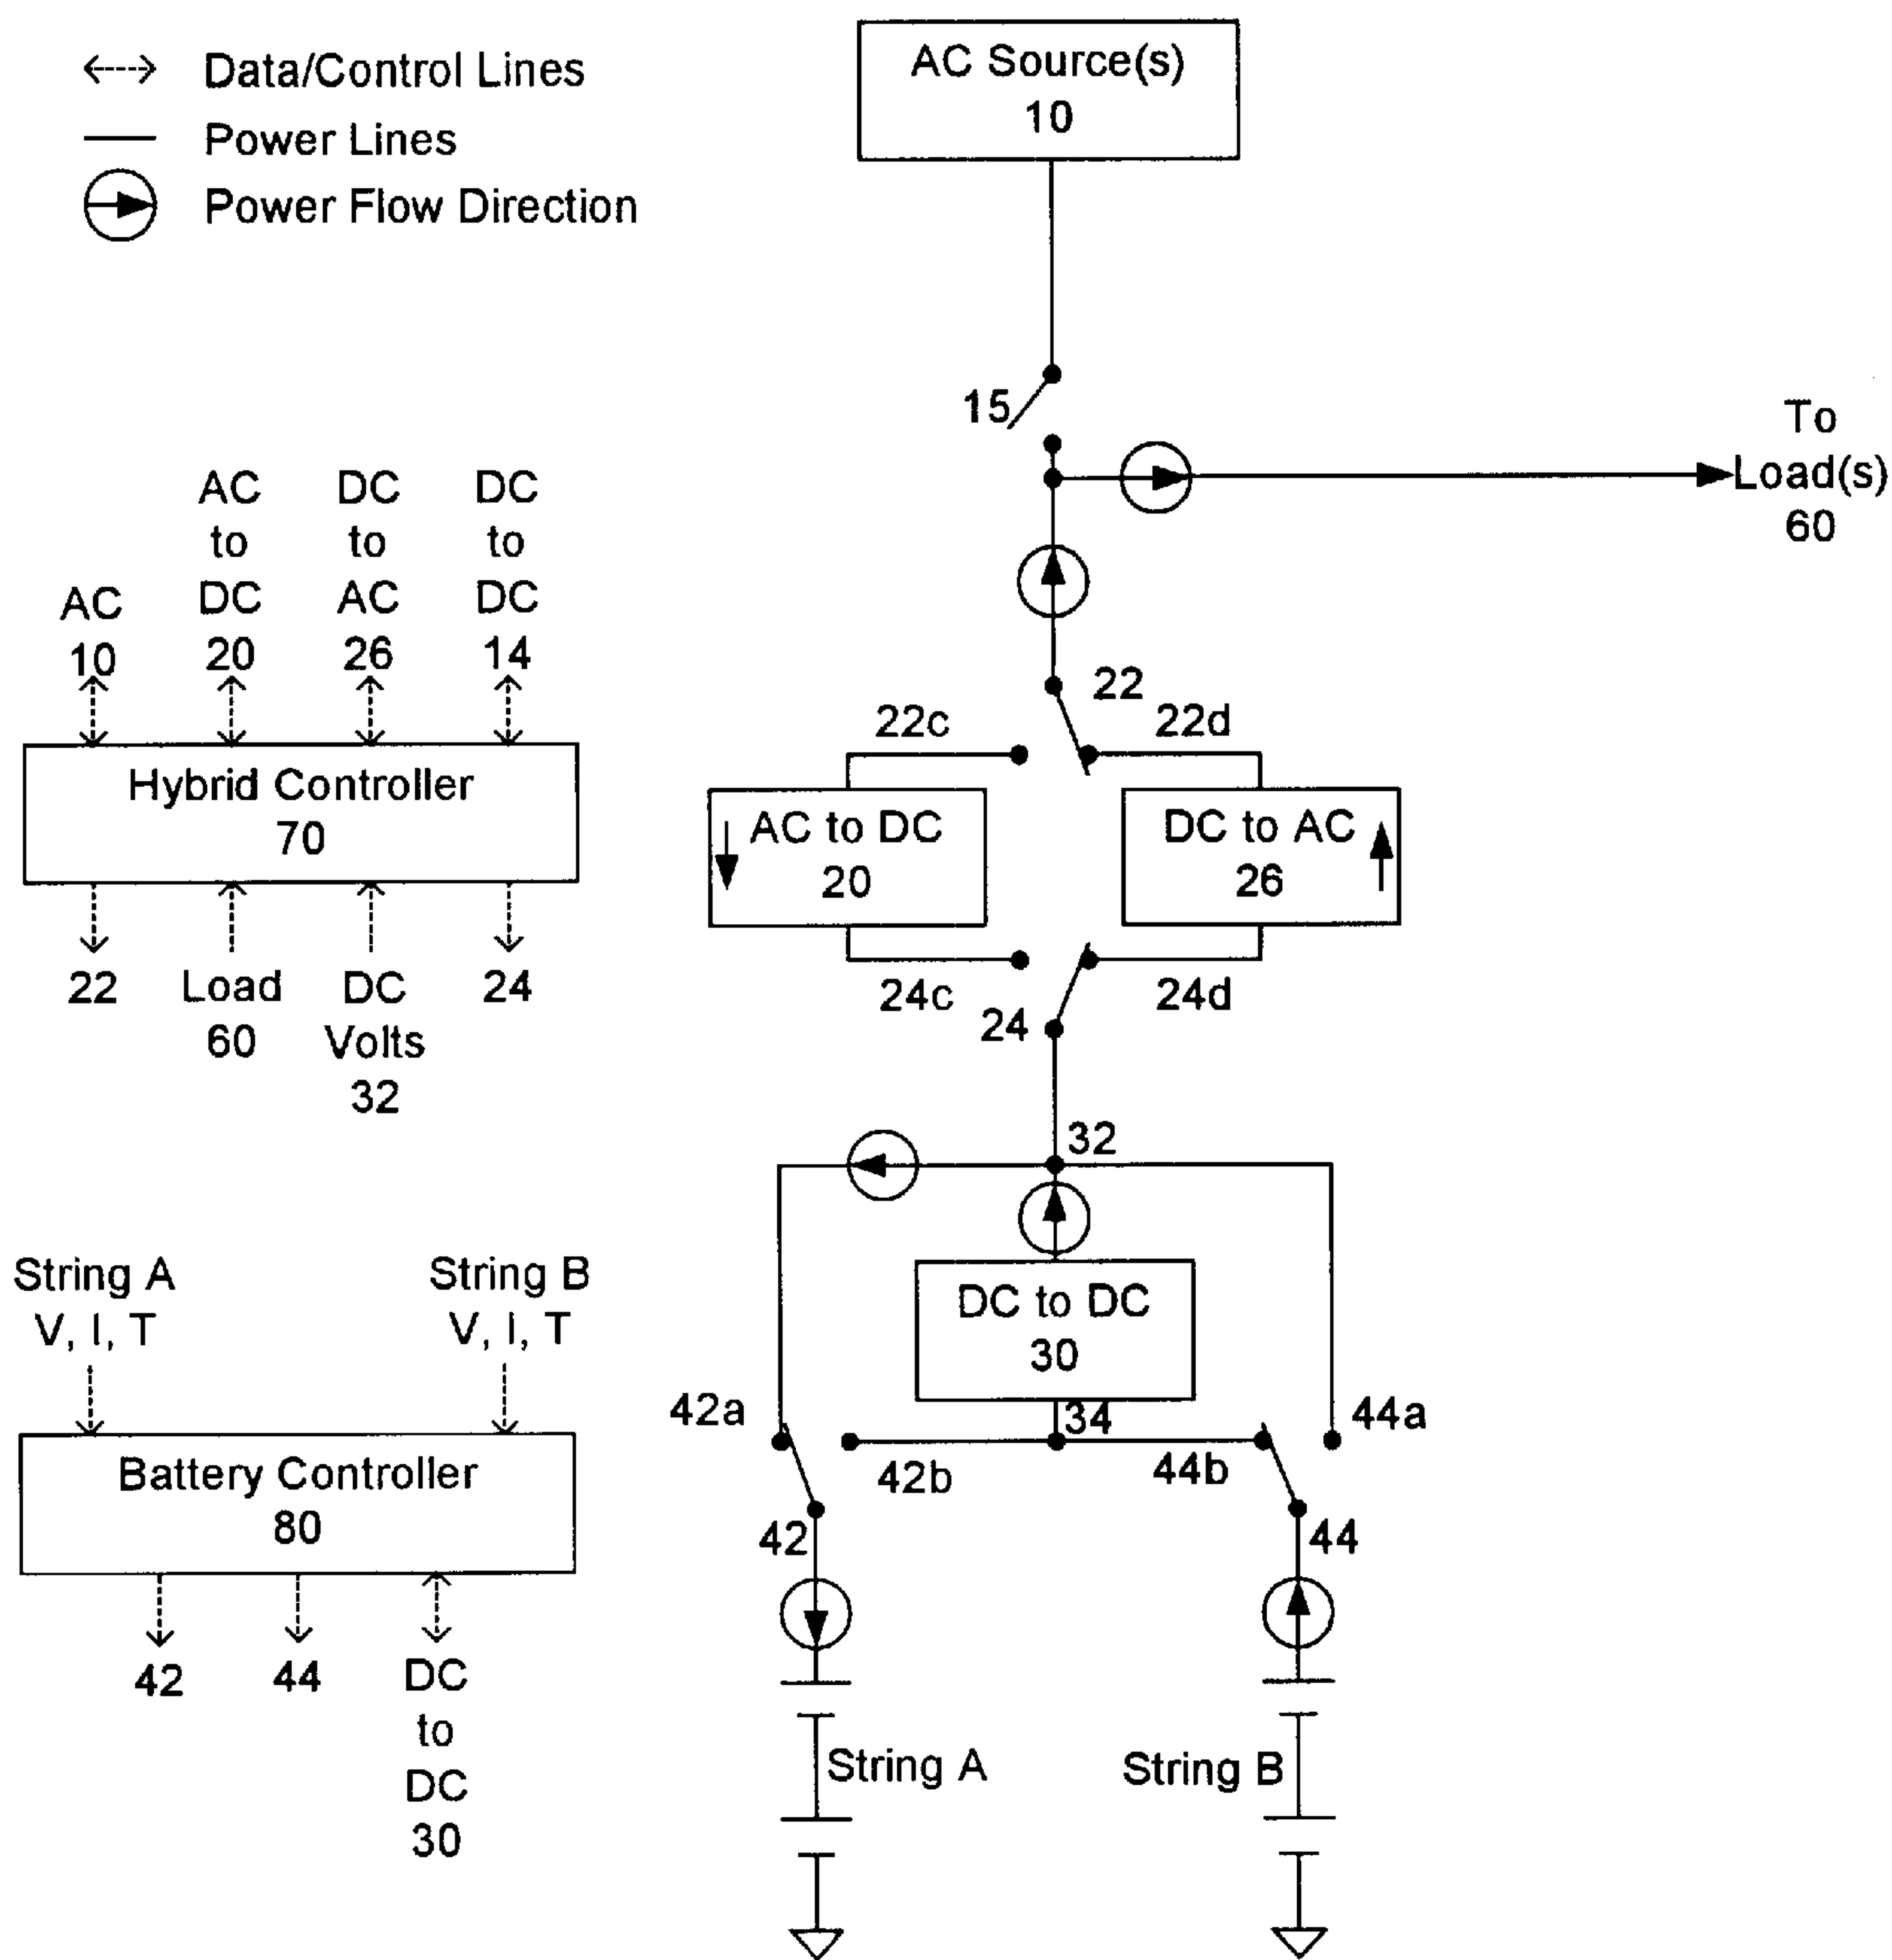 Data/Control Lines
Power Lines
Power Flow Direction
AC Source(s)
10
15
To
Load(s)
60
AC
10
AC
to
DC
20
DC
to
AC
26
DC
to
DC
14
Hybrid Controller
70
22
Load
60
DC
Volts
32
24
22
22c
22d
AC to DC
20
DC to AC
26
24c
24d
24
32
DC to DC
30
34
42a
42b
44b
44a
42
44
String A
V, I, T
String B
V, I, T
Battery Controller
80
42
44
DC
to
DC
30
String A
String B